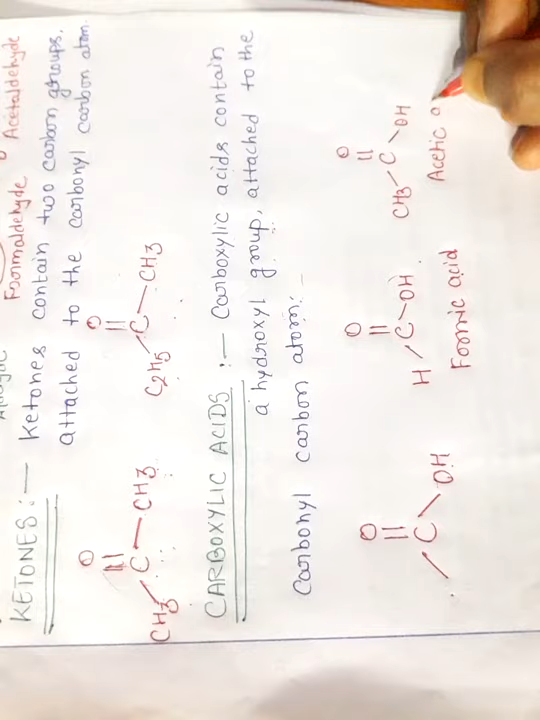 Formaldehyde Acetaldehyde
KETONES:— Ketones contain two carbon groups,
attached to the carbonyl carbon atom.
O O
|| ||
CH3 C — CH3 C2H5 C — CH3
CARBOXYLIC ACIDS :— Carboxylic acids contain
a hydroxyl group, attached to the
Carbonyl carbon atom.
O O O
|| || ||
C OH H C OH CH3 C OH
Formic acid Acetic a